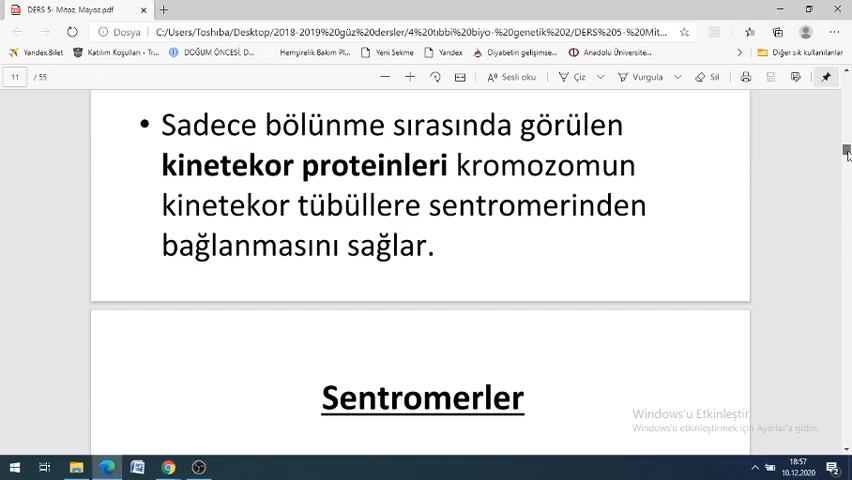 DERS 5- Mitoz, Mayoz.pdf
Dosya
C:/Users/Toshıba/Desktop/2018-2019%20güz%20dersler/4%20tıbbi%20biyo-%20genetik%202/DERS%205-%20Mit...
Yandex.Bilet
Katılım Koşulları - Tr...
DOĞUM ÖNCESİ, D...
Hemşirelik Bakım Pl...
Yeni Sekme
Yandex
Diyabetin gelişimse...
Anadolu Üniversite...
Diğer sık kullanılanlar
11 / 55
Sesli oku
Çiz
Vurgula
Sil
• Sadece bölünme sırasında görülen
kinetekor proteinleri kromozomun
kinetekor tübüllere sentromerinden
bağlanmasını sağlar.
Sentromerler
Windows'u Etkinleştir
Windows'u etkinleştirmek için Ayarlar'a gidin.
18:57
10.12.2020
2